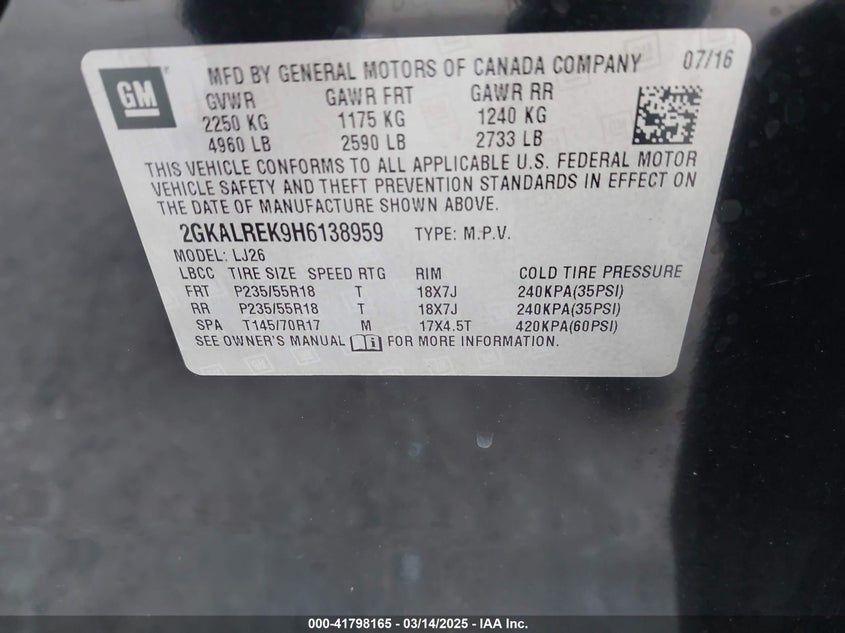 GM
MFD BY GENERAL MOTORS OF CANADA COMPANY 07/16
GVWR GAWR FRT GAWR RR
2250 KG 1175 KG 1240 KG
4960 LB 2590 LB 2733 LB
THIS VEHICLE CONFORMS TO ALL APPLICABLE U.S. FEDERAL MOTOR
VEHICLE SAFETY AND THEFT PREVENTION STANDARDS IN EFFECT ON
THE DATE OF MANUFACTURE SHOWN ABOVE.
2GKALREK9H6138959 TYPE: M.P.V.
MODEL: LJ26
LBCC TIRE SIZE SPEED RTG RIM COLD TIRE PRESSURE
FRT P235/55R18 T 18X7J 240KPA(35PSI)
RR P235/55R18 T 18X7J 240KPA(35PSI)
SPA T145/70R17 M 17X4.5T 420KPA(60PSI)
SEE OWNER'S MANUAL FOR MORE INFORMATION.
000-41798165 - 03/14/2025 - IAA Inc.